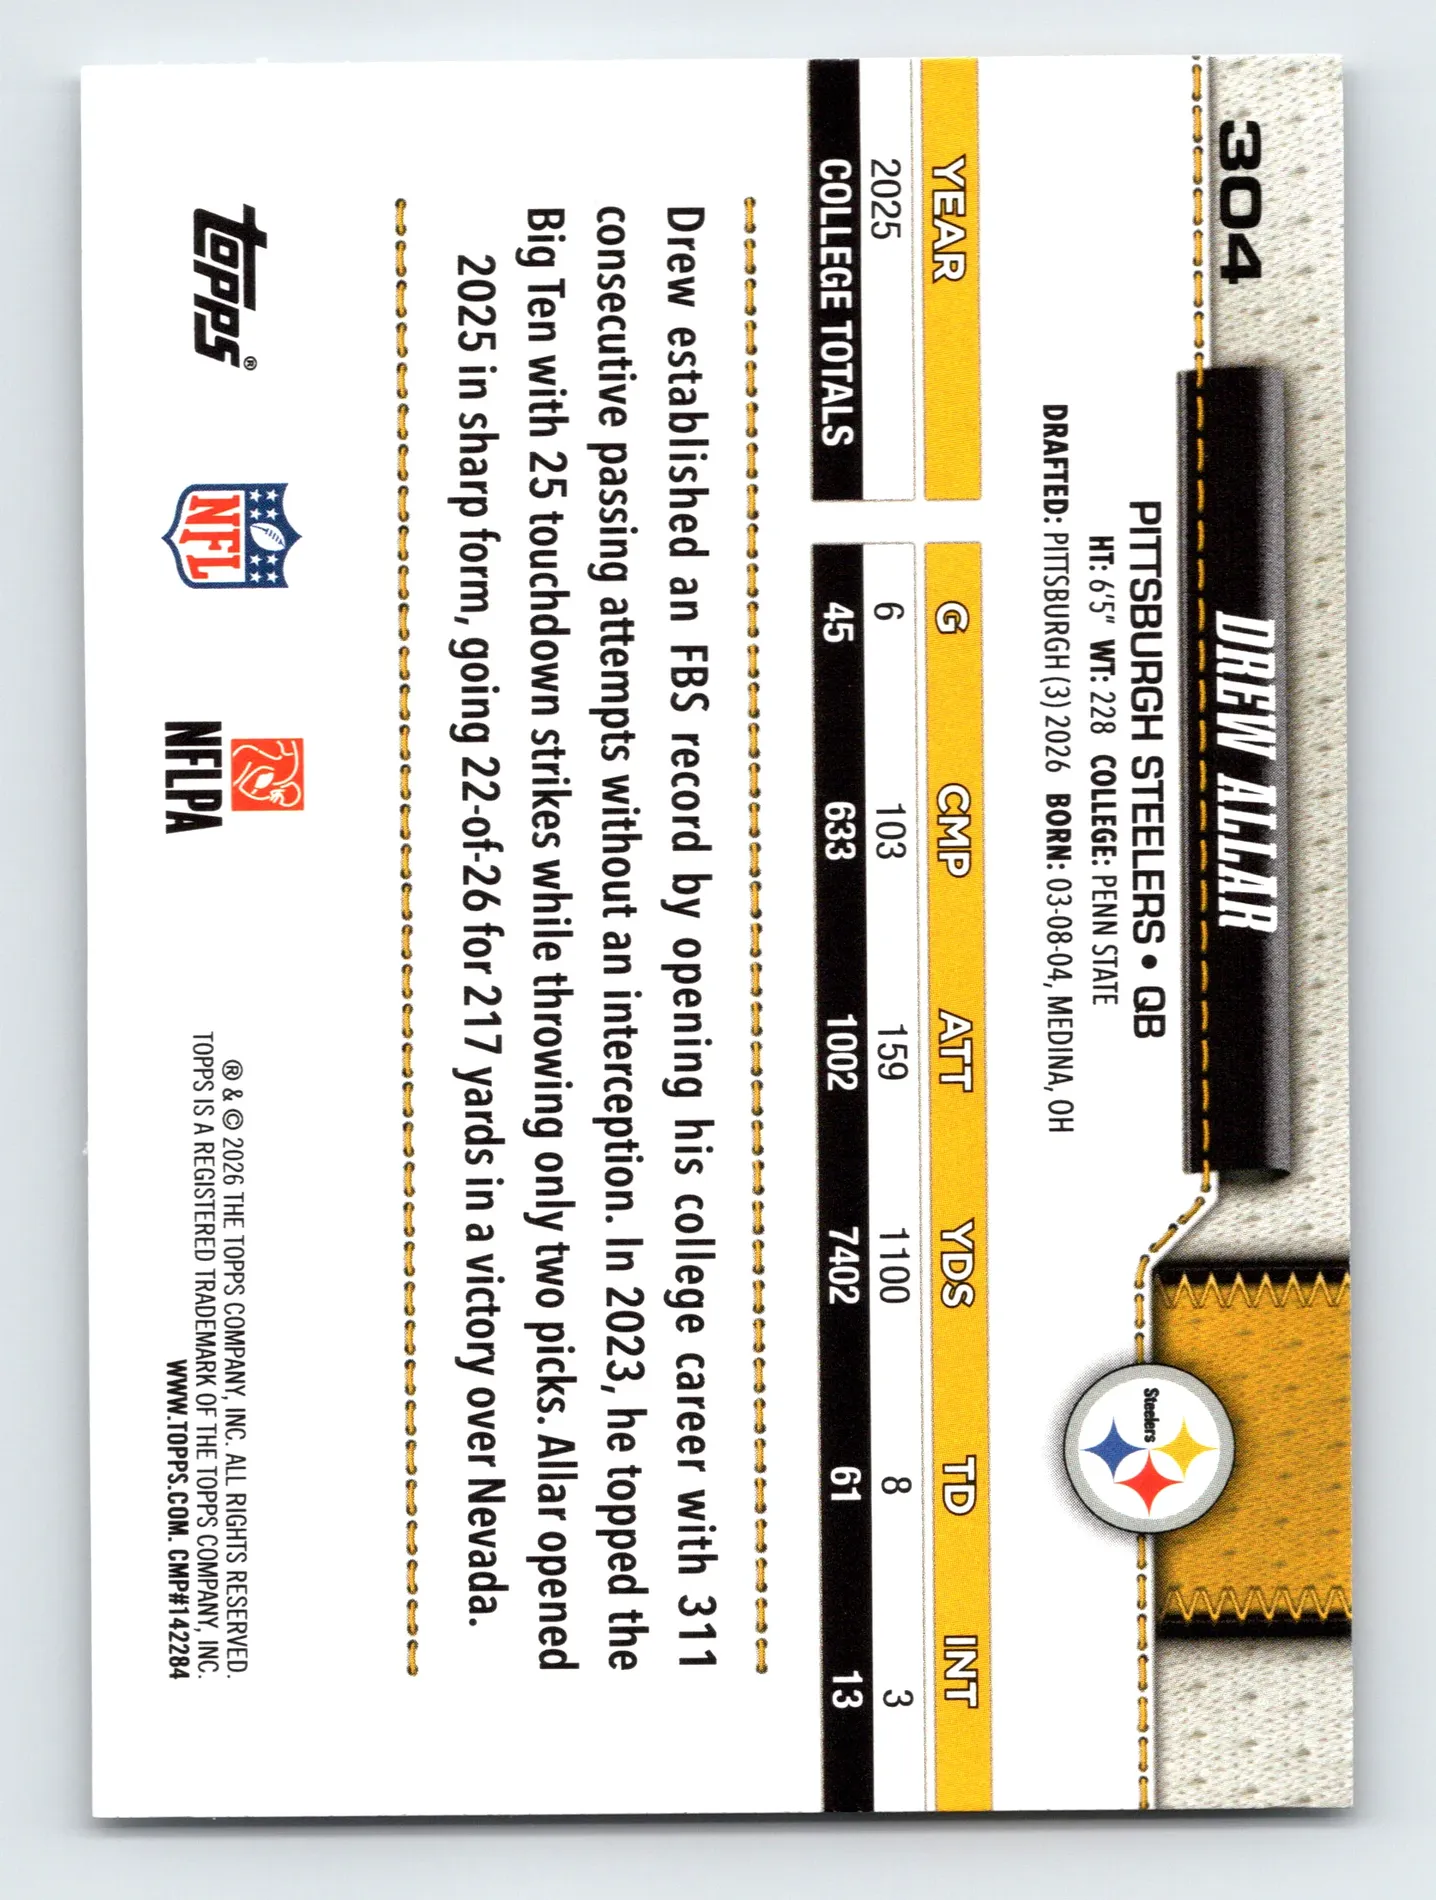 304
DREW ALLAR
PITTSBURGH STEELERS • QB
HT: 6'5" WT: 228 COLLEGE: PENN STATE
DRAFTED: PITTSBURGH (3) 2026 BORN: 03-08-04, MEDINA, OH
Steelers
YEAR G CMP ATT YDS TD INT
2025 6 103 159 1100 8 3
COLLEGE TOTALS 45 633 1002 7402 61 13
Drew established an FBS record by opening his college career with 311
consecutive passing attempts without an interception. In 2023, he topped the
Big Ten with 25 touchdown strikes while throwing only two picks. Allar opened
2025 in sharp form, going 22-of-26 for 217 yards in a victory over Nevada.
topps®
NFL
NFLPA
® & © 2026 THE TOPPS COMPANY, INC. ALL RIGHTS RESERVED.
TOPPS IS A REGISTERED TRADEMARK OF THE TOPPS COMPANY, INC.
WWW.TOPPS.COM. CMP#142284